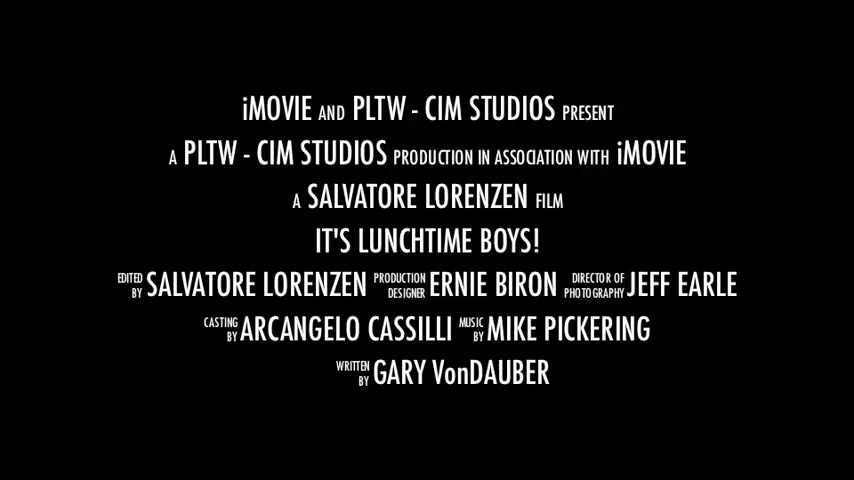 iMOVIE AND PLTW - CIM STUDIOS PRESENT
A PLTW - CIM STUDIOS PRODUCTION IN ASSOCIATION WITH iMOVIE
A SALVATORE LORENZEN FILM
IT'S LUNCHTIME BOYS!
EDITED BY SALVATORE LORENZEN PRODUCTION DESIGNER ERNIE BIRON DIRECTOR OF PHOTOGRAPHY JEFF EARLE
CASTING BY ARCANGELO CASSILLI MUSIC BY MIKE PICKERING
WRITTEN BY GARY VonDAUBER